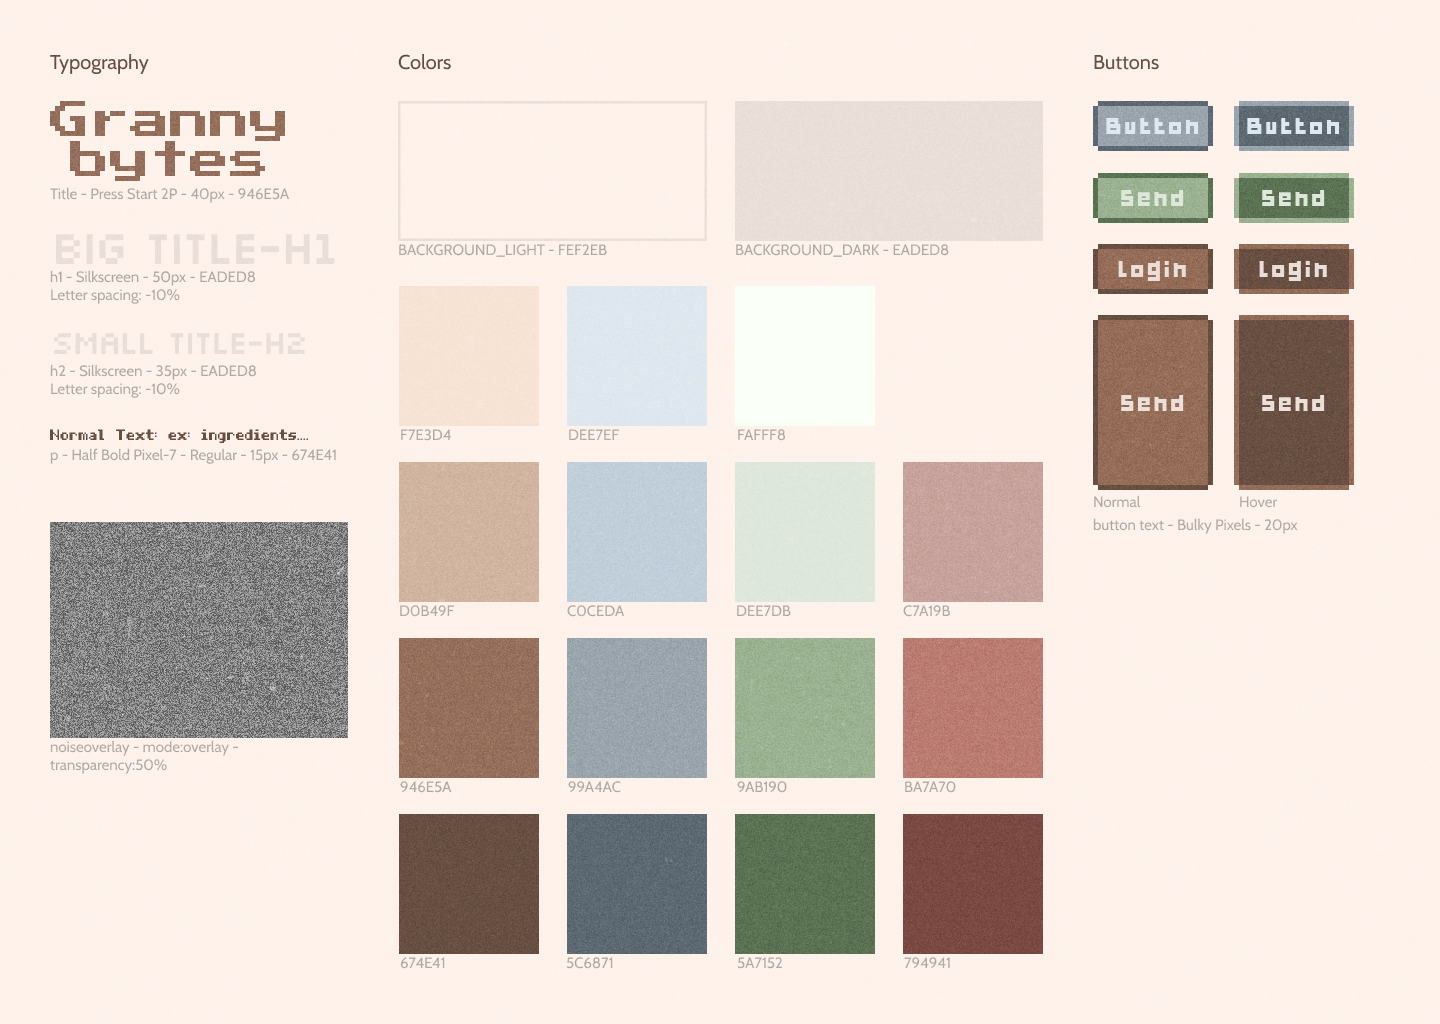 Typography
Granny
bytes
Title - Press Start 2P - 40px - 946E5A
BIG TITLE-H1
h1 - Silkscreen - 50px - EADED8
Letter spacing: -10%
SMALL TITLE-H2
h2 - Silkscreen - 35px - EADED8
Letter spacing: -10%
Normal Text: ex: ingredients....
p - Half Bold Pixel-7 - Regular - 15px - 674E41
noiseoverlay - mode:overlay -
transparency:50%
Colors
BACKGROUND_LIGHT - FEF2EB
BACKGROUND_DARK - EADED8
F7E3D4
DEE7EF
FAFFF8
D0B49F
C0CEDA
DEE7DB
C7A19B
946E5A
99A4AC
9AB190
BA7A70
674E41
5C6871
5A7152
794941
Buttons
Button
Button
Send
Send
Login
Login
Send
Send
Normal
Hover
button text - Bulky Pixels - 20px